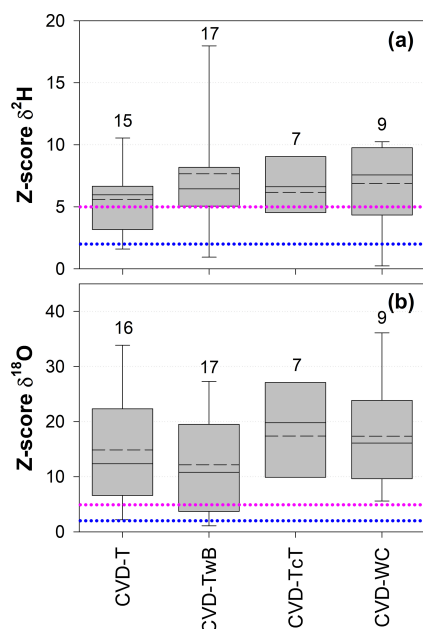 20
(a)
17
15
15
9
10
7
Z-score δ²H
5
0
(b)
40
9
16
30
17
7
Z-score δ¹⁸O
20
10
0
CVD-T
CVD-TwB
CVD-TcT
CVD-WC